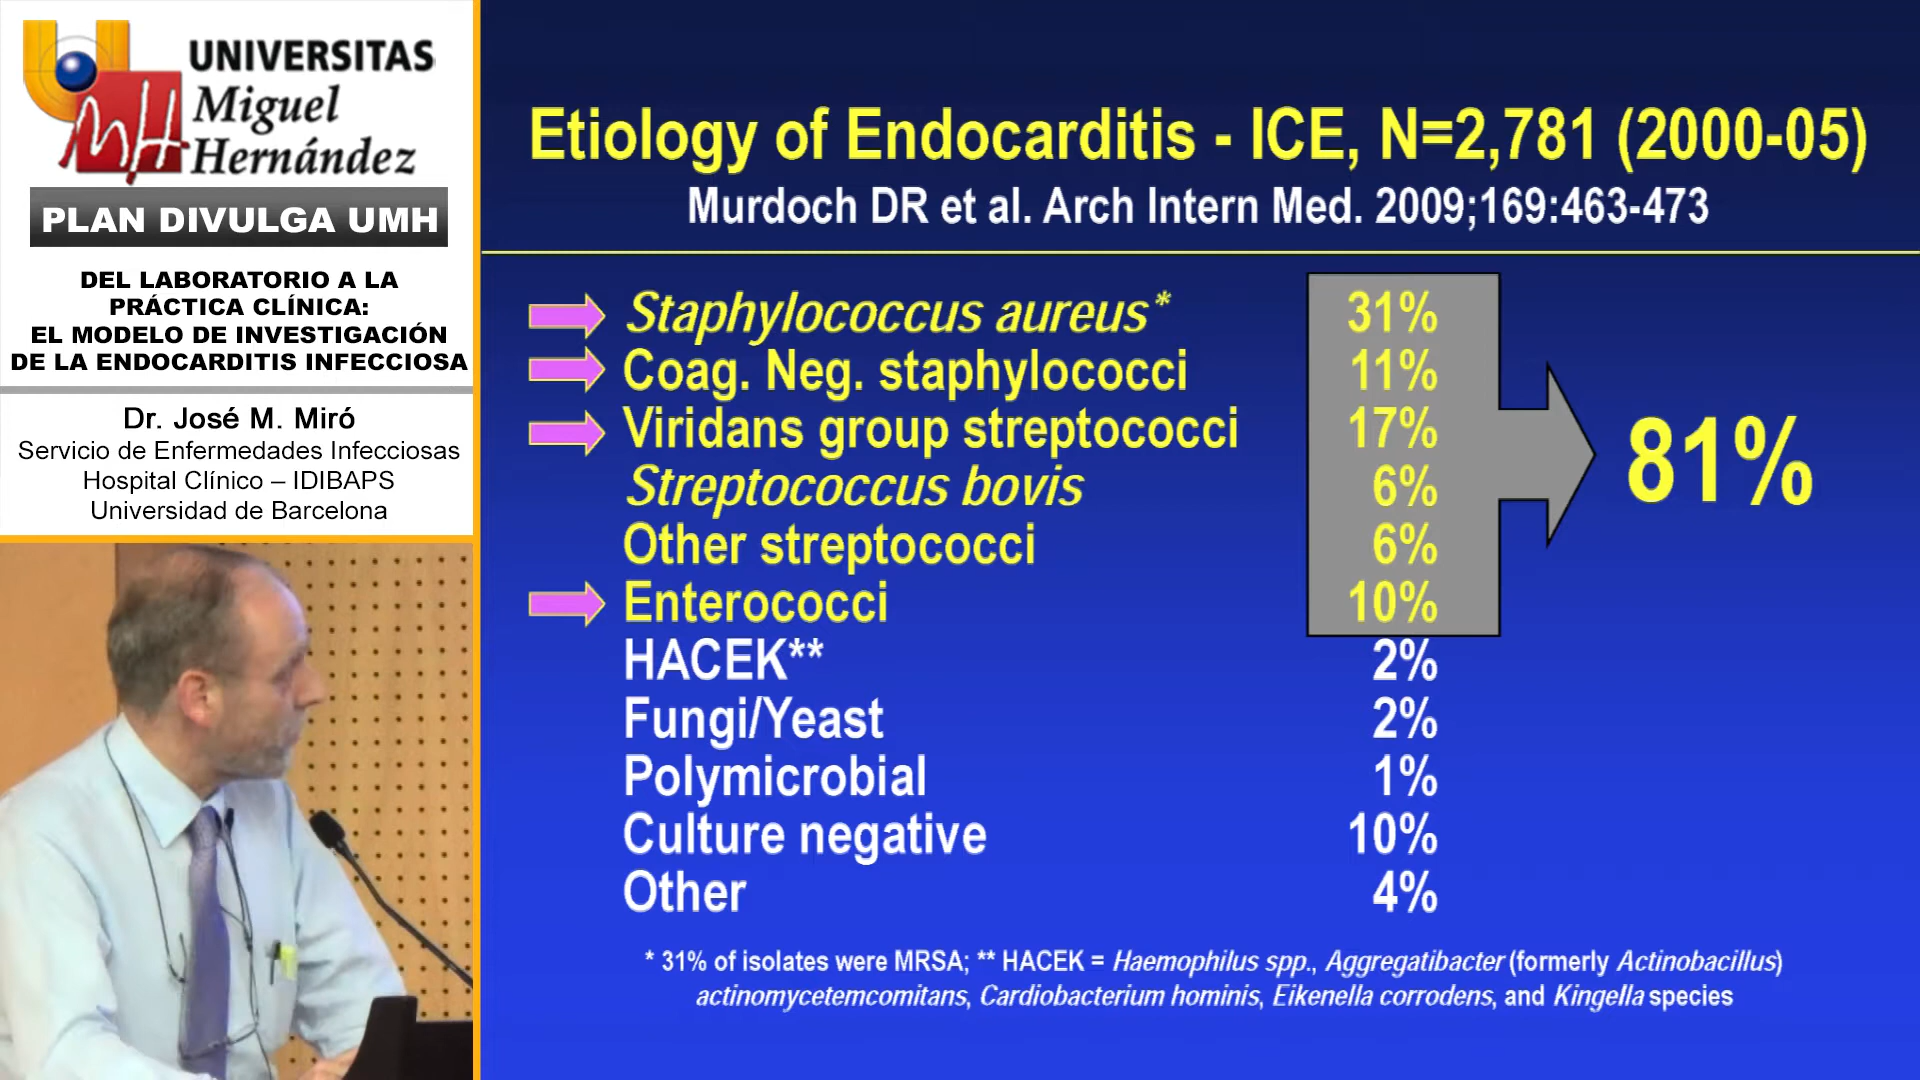 UNIVERSITAS
Miguel
Hernández
PLAN DIVULGA UMH
DEL LABORATORIO A LA
PRÁCTICA CLÍNICA:
EL MODELO DE INVESTIGACIÓN
DE LA ENDOCARDITIS INFECCIOSA
Dr. José M. Miró
Servicio de Enfermedades Infecciosas
Hospital Clínico – IDIBAPS
Universidad de Barcelona
Etiology of Endocarditis - ICE, N=2,781 (2000-05)
Murdoch DR et al. Arch Intern Med. 2009;169:463-473
Staphylococcus aureus* 31%
Coag. Neg. staphylococci 11%
Viridans group streptococci 17%
Streptococcus bovis 6%
Other streptococci 6%
Enterococci 10%
81%
HACEK** 2%
Fungi/Yeast 2%
Polymicrobial 1%
Culture negative 10%
Other 4%
* 31% of isolates were MRSA; ** HACEK = Haemophilus spp., Aggregatibacter (formerly Actinobacillus)
actinomycetemcomitans, Cardiobacterium hominis, Eikenella corrodens, and Kingella species